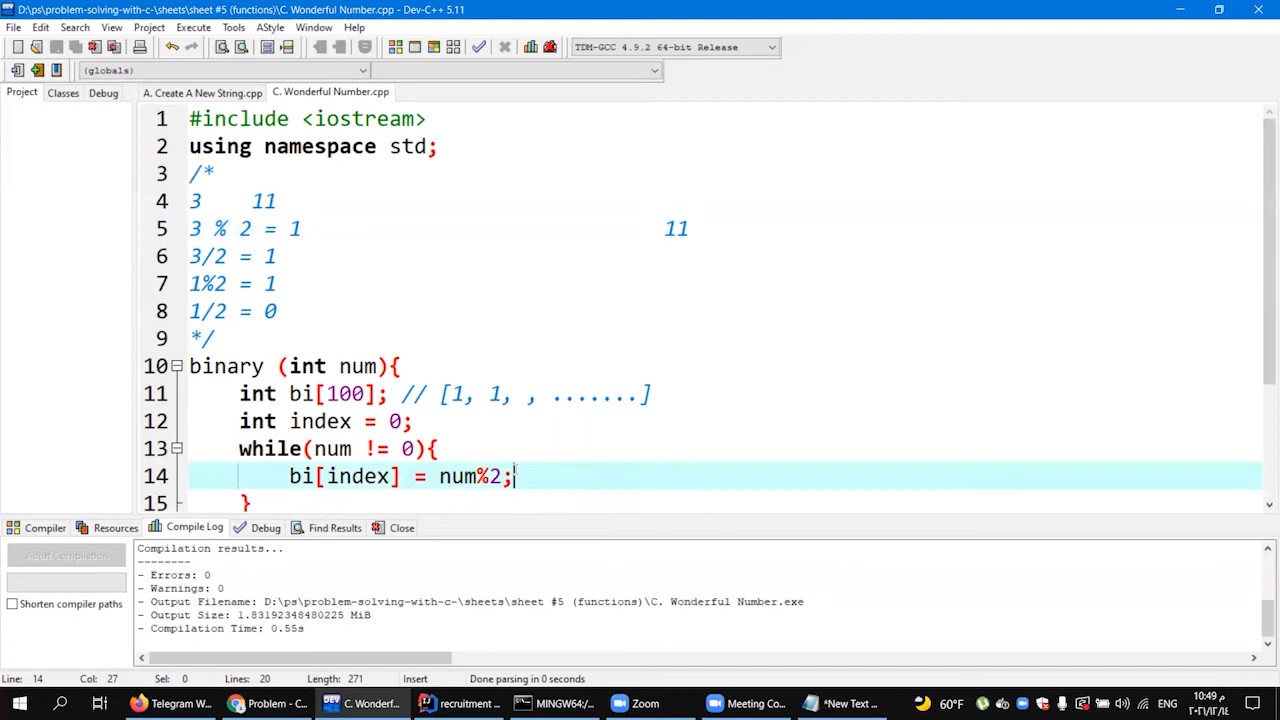 D:\ps\problem-solving-with-c-\sheets\sheet #5 (functions)\C. Wonderful Number.cpp - Dev-C++ 5.11
File Edit Search View Project Execute Tools AStyle Window Help
TDM-GCC 4.9.2 64-bit Release
(globals)
Project Classes Debug A. Create A New String.cpp C. Wonderful Number.cpp
1 #include <iostream>
2 using namespace std;
3 /*
4 3 11
5 3 % 2 = 1 11
6 3/2 = 1
7 1%2 = 1
8 1/2 = 0
9 */
10 binary (int num){
11 int bi[100]; // [1, 1, , .......]
12 int index = 0;
13 while(num != 0){
14 bi[index] = num%2;
15 }
Compiler Resources Compile Log Debug Find Results Close
Abort Compilation
Shorten compiler paths
Compilation results...
--------
- Errors: 0
- Warnings: 0
- Output Filename: D:\ps\problem-solving-with-c-\sheets\sheet #5 (functions)\C. Wonderful Number.exe
- Output Size: 1.83192348480225 MiB
- Compilation Time: 0.55s
Line: 14 Col: 27 Sel: 0 Lines: 20 Length: 271 Insert Done parsing in 0 seconds
Telegram W... Problem - C... C. Wonderf... recruitment ... MINGW64:/... Zoom Meeting Co... *New Text ... 60°F ENG 10:49